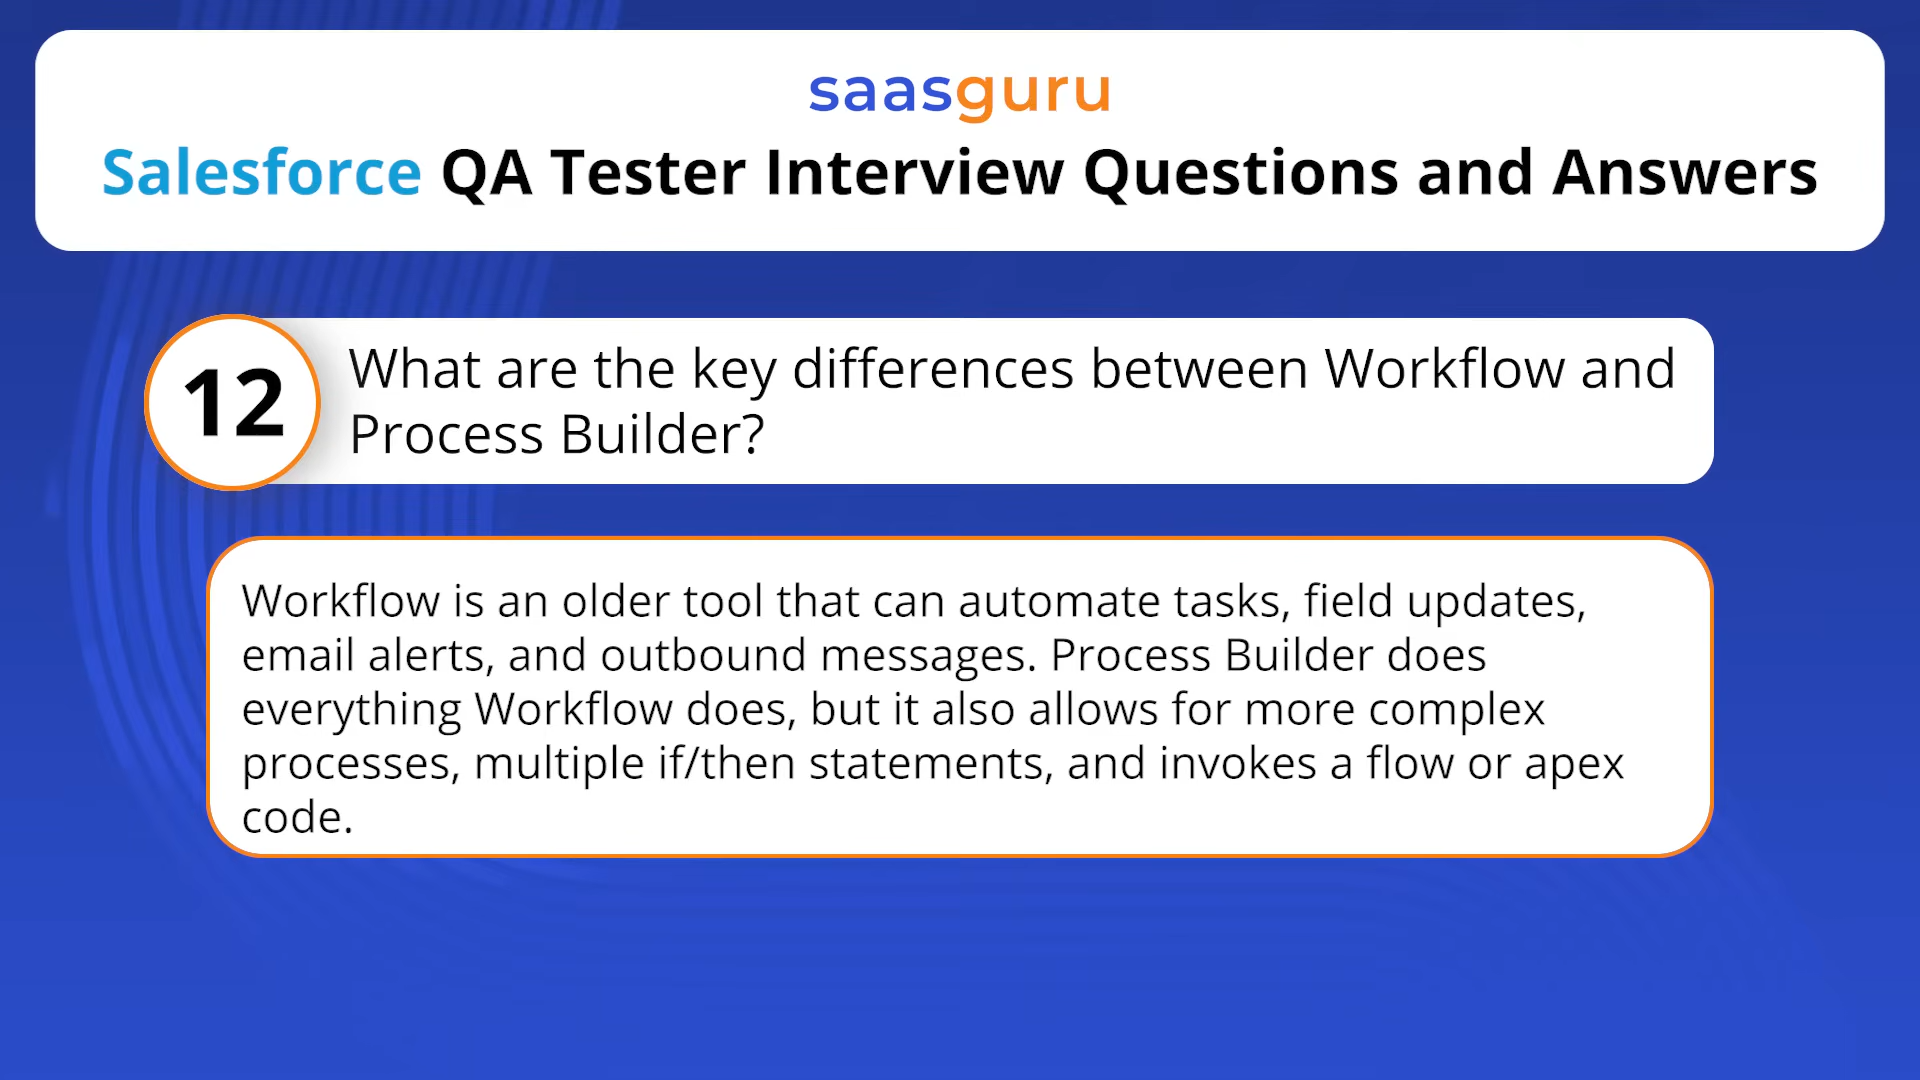 saasguru
Salesforce QA Tester Interview Questions and Answers
12
What are the key differences between Workflow and
Process Builder?
Workflow is an older tool that can automate tasks, field updates,
email alerts, and outbound messages. Process Builder does
everything Workflow does, but it also allows for more complex
processes, multiple if/then statements, and invokes a flow or apex
code.